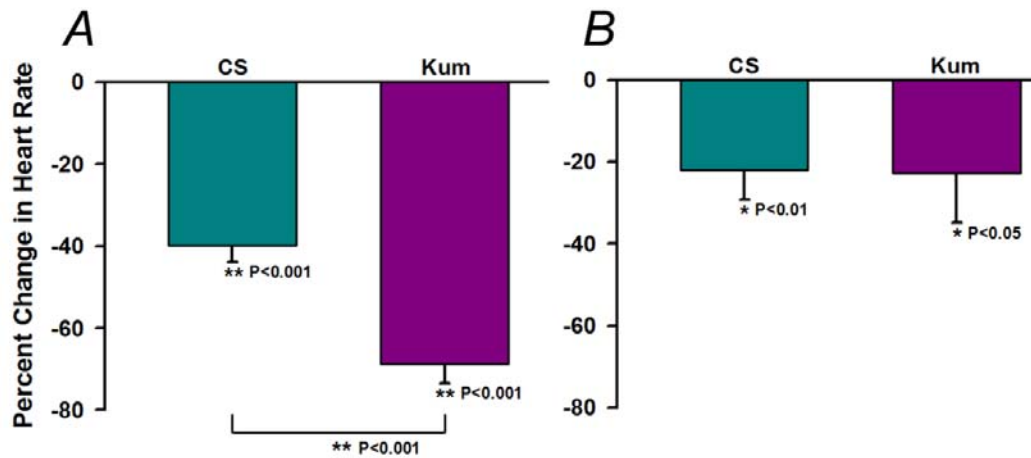 A
CS
Kum
0
-20
-40
-60
-80
Percent Change in Heart Rate
** P<0.001
** P<0.001
** P<0.001
B
CS
Kum
0
-20
-40
-60
-80
* P<0.01
* P<0.05